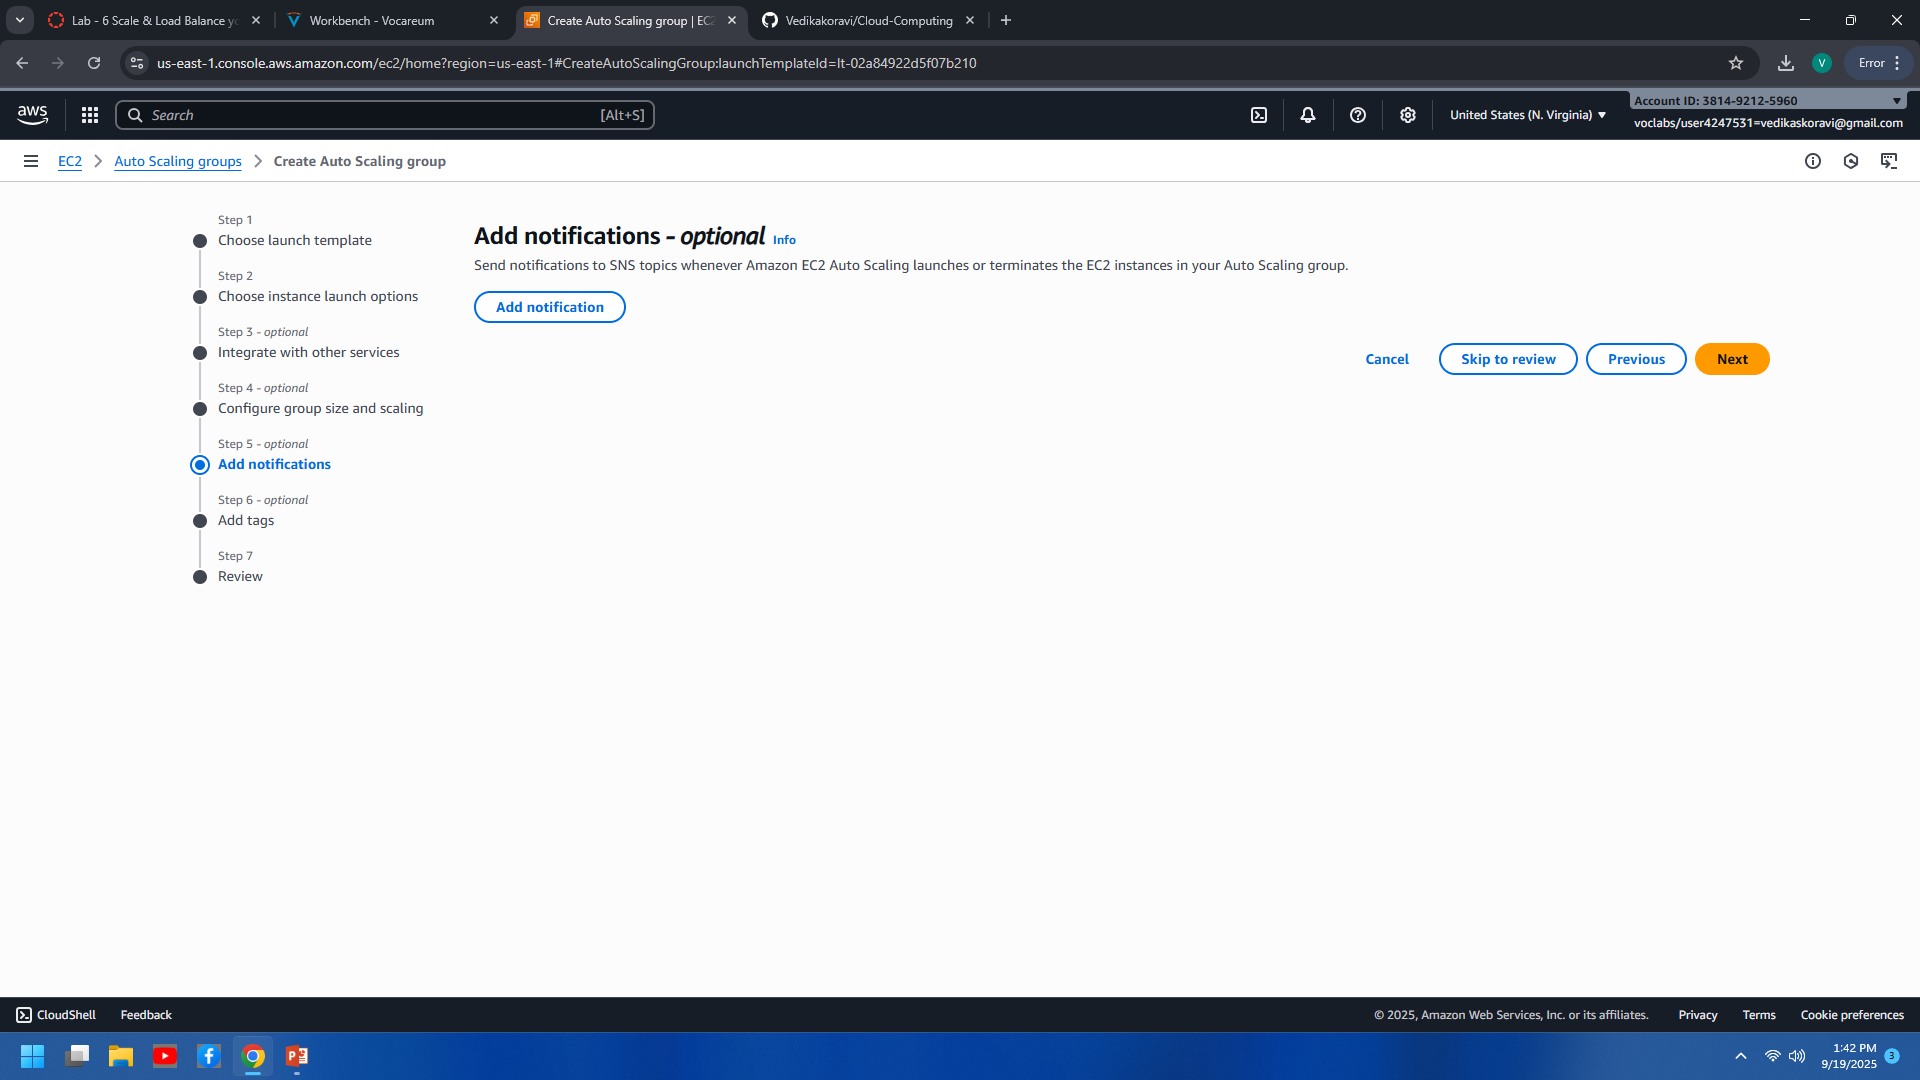 Lab - 6 Scale & Load Balance yo
Workbench - Vocareum
Create Auto Scaling group | EC2
Vedikakoravi/Cloud-Computing
us-east-1.console.aws.amazon.com/ec2/home?region=us-east-1#CreateAutoScalingGroup:launchTemplateId=lt-02a84922d5f07b210
V
Error
aws
Search
[Alt+S]
United States (N. Virginia)
Account ID: 3814-9212-5960
voclabs/user4247531=vedikaskoravi@gmail.com
EC2
Auto Scaling groups
Create Auto Scaling group
Step 1
Choose launch template
Step 2
Choose instance launch options
Step 3 - optional
Integrate with other services
Step 4 - optional
Configure group size and scaling
Step 5 - optional
Add notifications
Step 6 - optional
Add tags
Step 7
Review
Add notifications - optional Info
Send notifications to SNS topics whenever Amazon EC2 Auto Scaling launches or terminates the EC2 instances in your Auto Scaling group.
Add notification
Cancel
Skip to review
Previous
Next
CloudShell
Feedback
© 2025, Amazon Web Services, Inc. or its affiliates.
Privacy
Terms
Cookie preferences
1:42 PM
9/19/2025
3